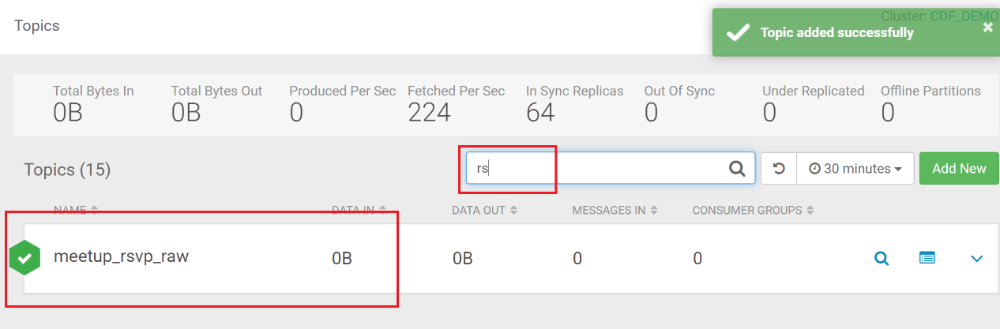 Topics
Cluster: CDF_DEMO
Topic added successfully
Total Bytes In Total Bytes Out Produced Per Sec Fetched Per Sec In Sync Replicas Out Of Sync Under Replicated Offline Partitions
0B 0B 0 224 64 0 0 0
Topics (15) rs 30 minutes Add New
NAME DATA IN DATA OUT MESSAGES IN CONSUMER GROUPS
meetup_rsvp_raw 0B 0B 0 0